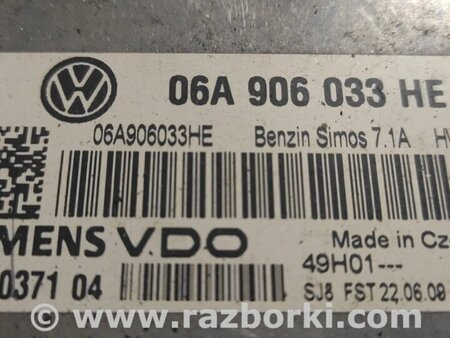 06A 906 033 HE
06A906033HE Benzin Simos 7.1A
MENS VDO Made in Cz
49H01---
0371 04 SJ8 FST 22.06.09
www.razborki.com